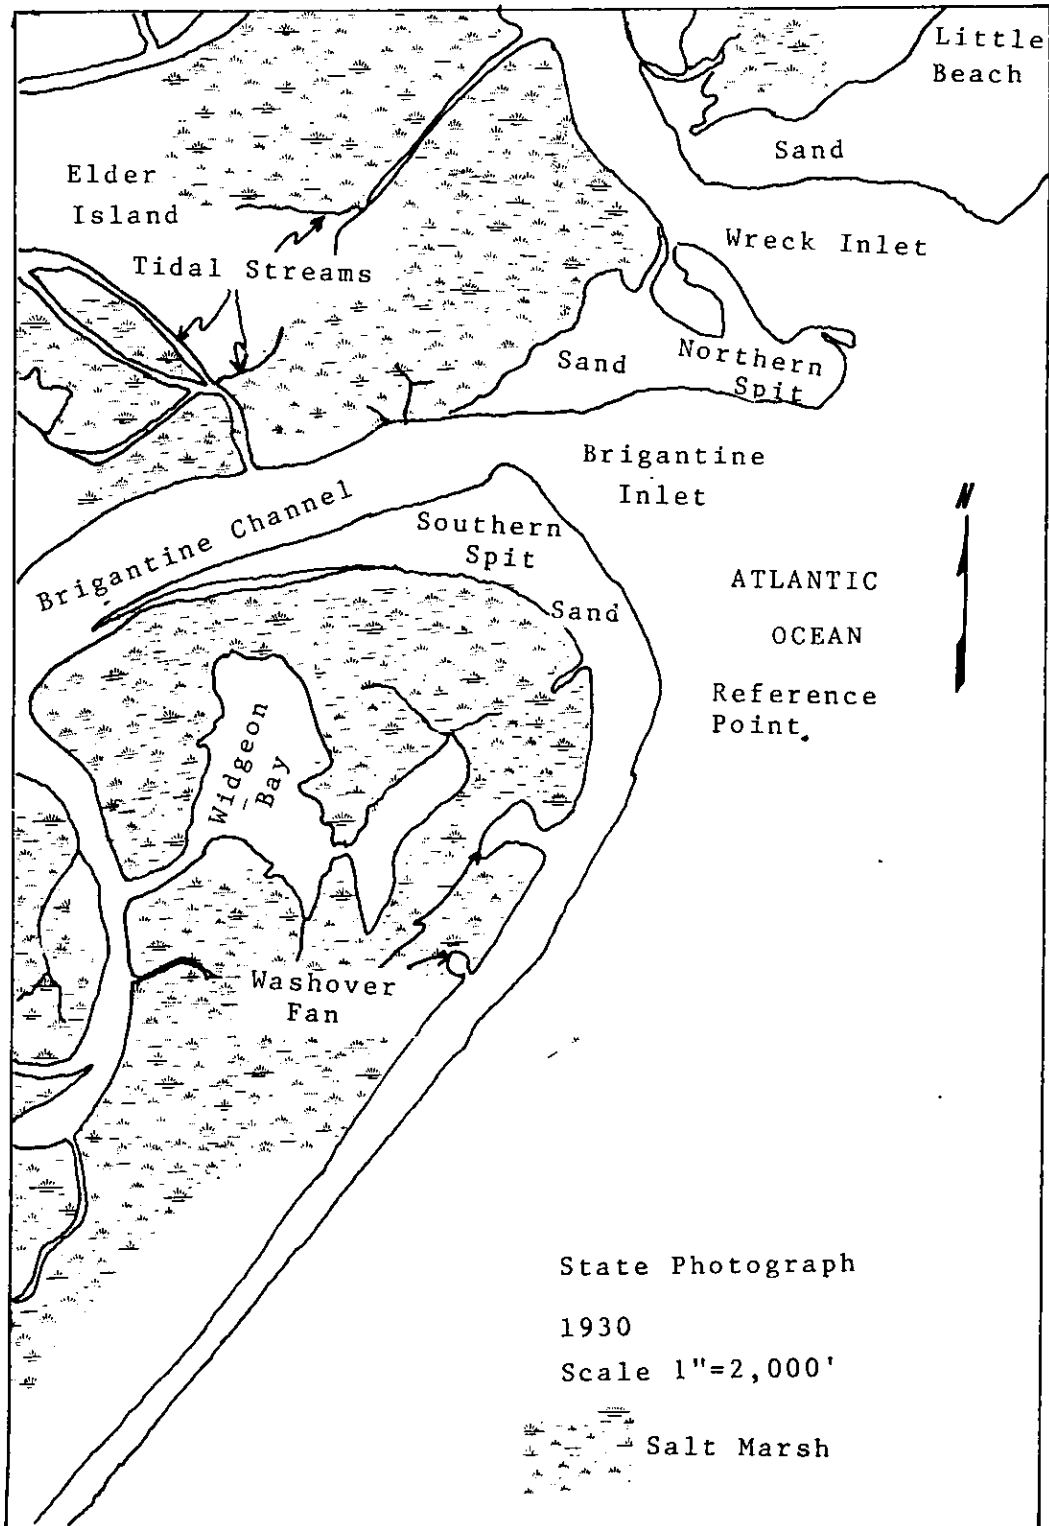 Little
Beach
Sand
Elder
Island
Wreck Inlet
Tidal Streams
Sand
Northern
Spit
Brigantine
Inlet
Brigantine Channel
Southern
Spit
N
ATLANTIC
OCEAN
Sand
Reference
Point
Widgeon
Bay
Washover
Fan
State Photograph
1930
Scale 1"=2,000'
Salt Marsh